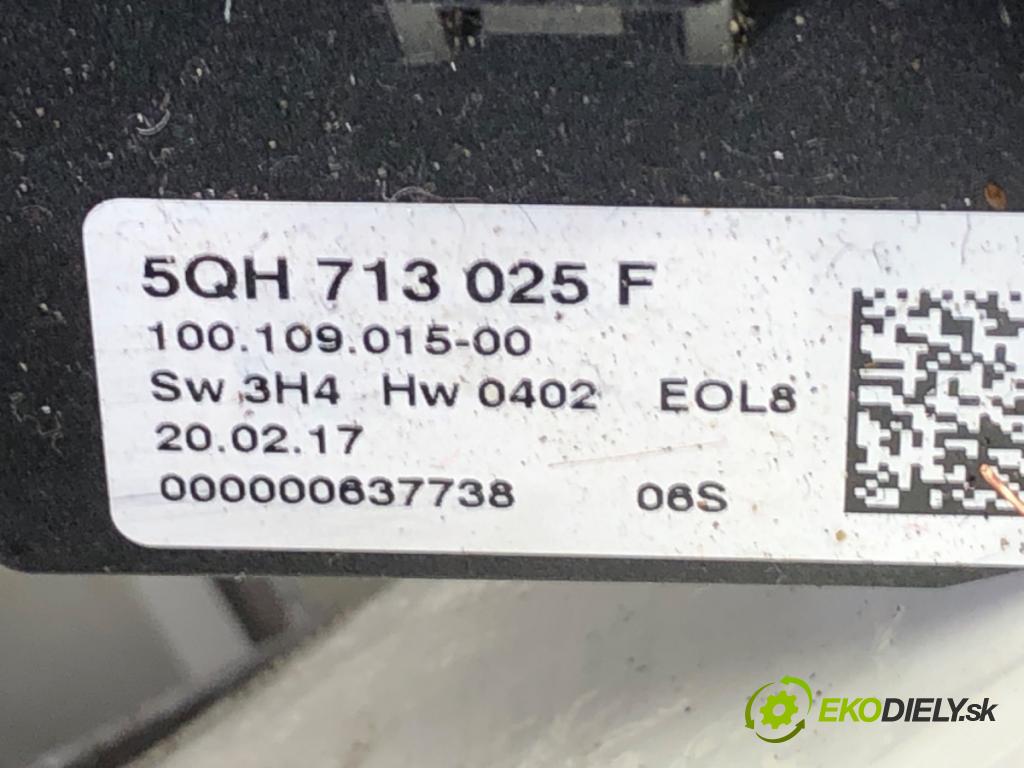 5QH 713 025 F
100.109.015-00
Sw 3H4 Hw 0402 EOL8
20.02.17
000000637738 06S
EKODIELY.sk